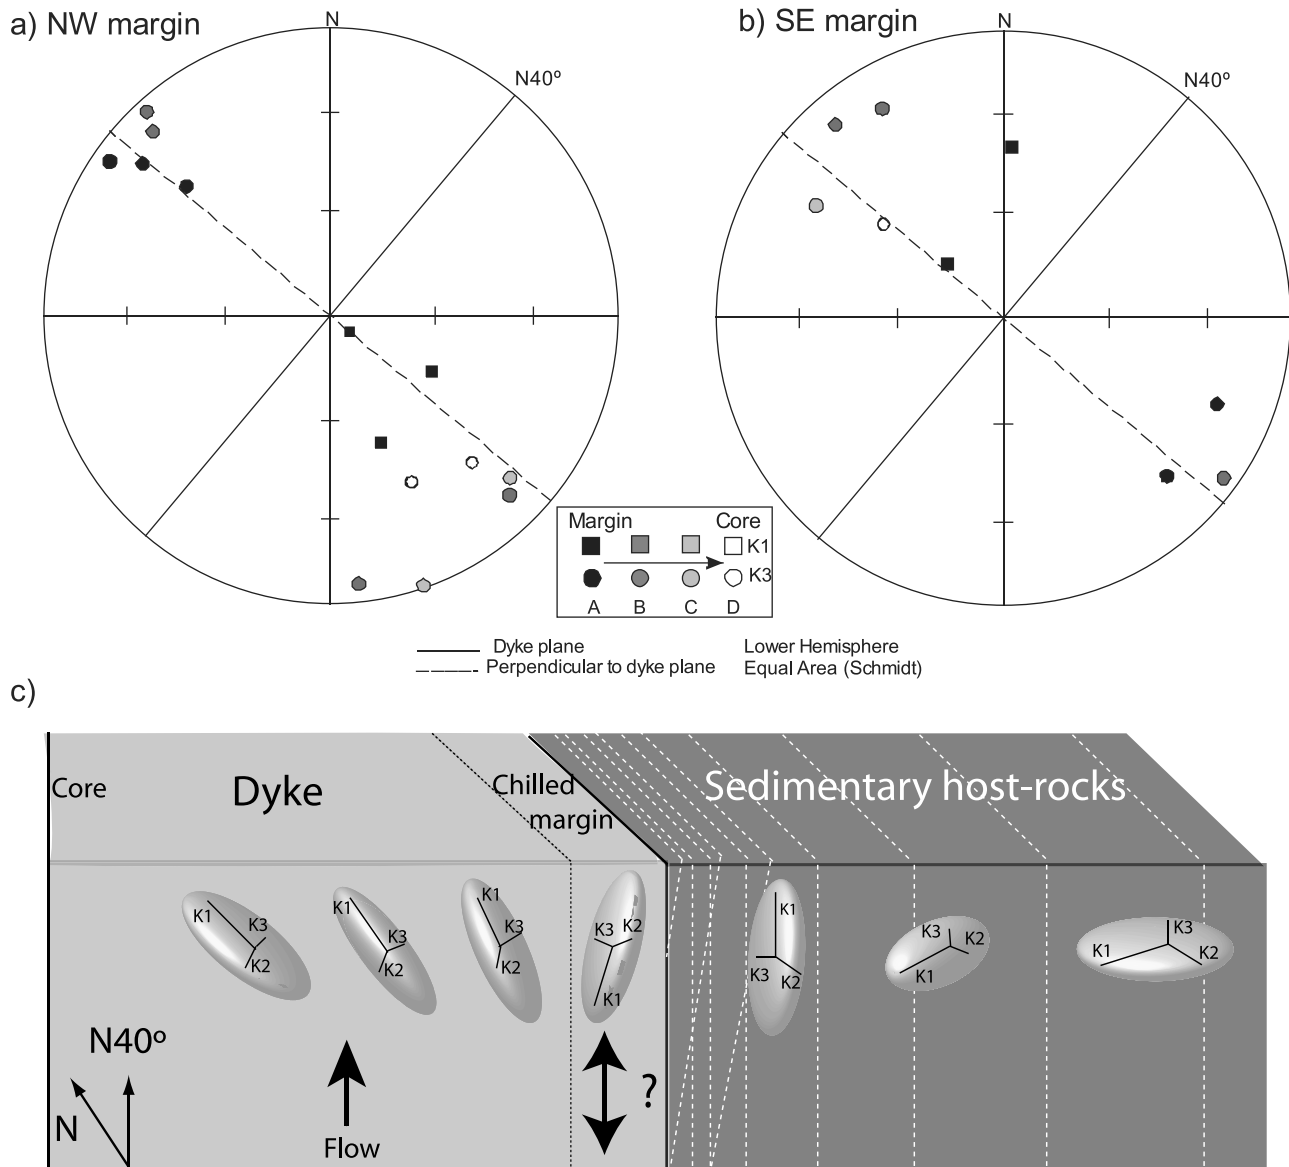 a) NW margin
N
N40º
b) SE margin
N
N40º
Margin
Core
K1
K3
A B C D
Dyke plane
Perpendicular to dyke plane
Lower Hemisphere
Equal Area (Schmidt)
c)
Core
Dyke
Chilled
margin
Sedimentary host-rocks
K1
K3
K2
K1
K3
K2
K1
K3
K2
K3
K2
K1
K1
K3
K2
K3
K2
K1
K3
K1
K2
N40º
N
Flow
?